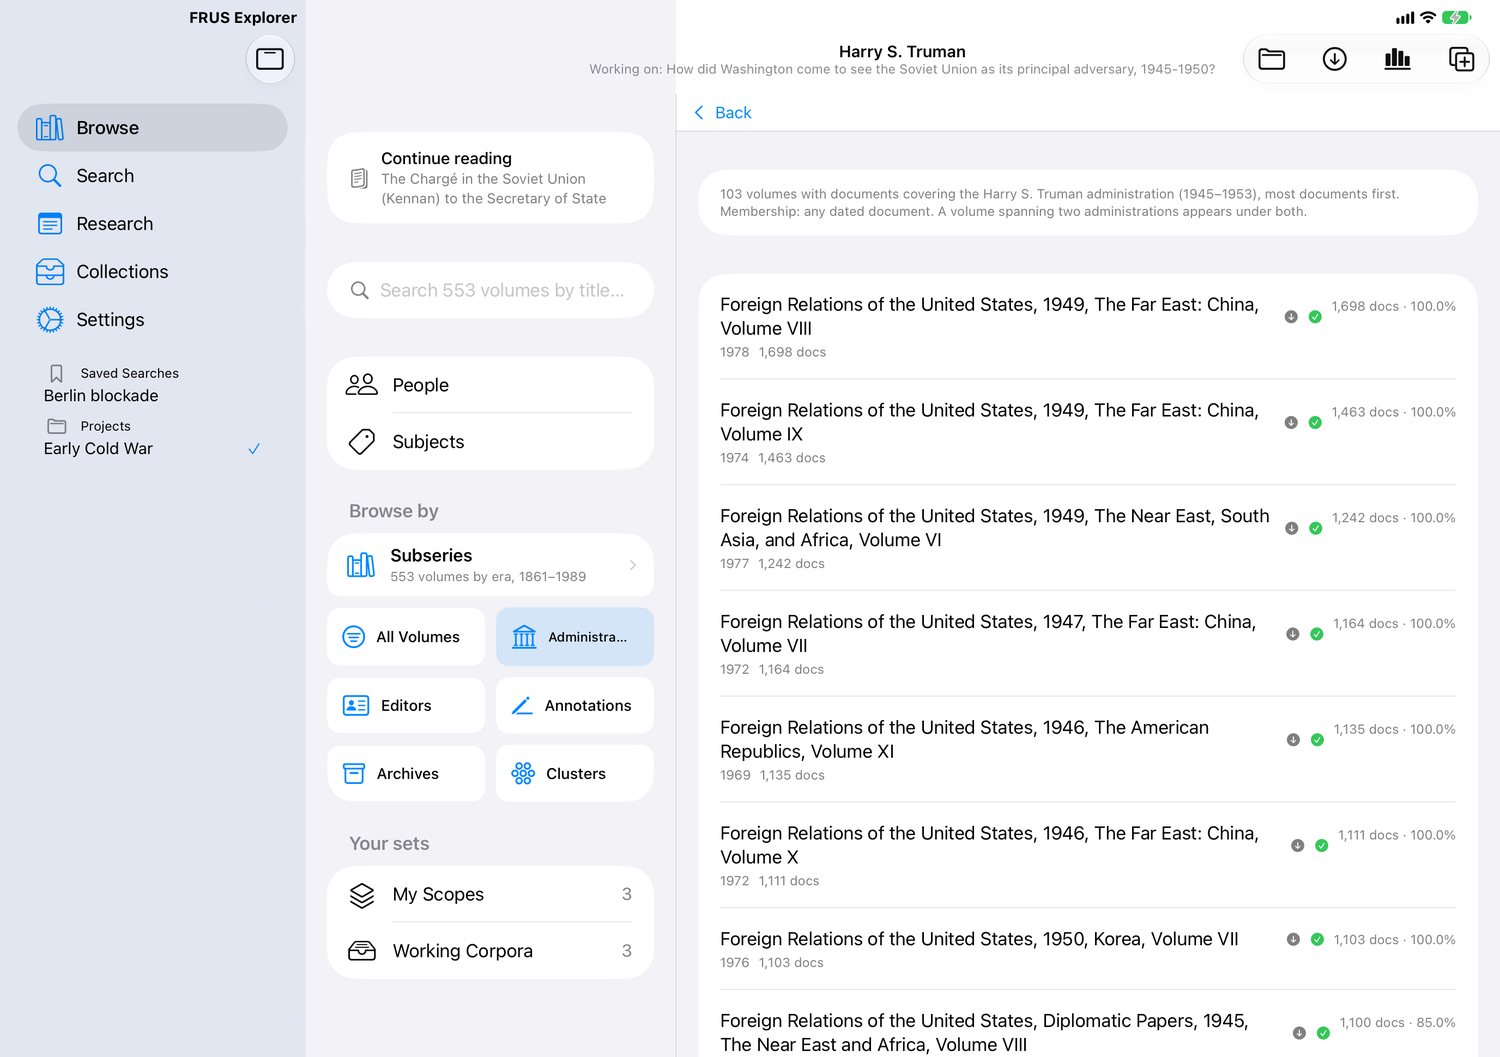 FRUS Explorer
Browse
Search
Research
Collections
Settings
Saved Searches
Berlin blockade
Projects
Early Cold War
Continue reading
The Chargé in the Soviet Union
(Kennan) to the Secretary of State
Search 553 volumes by title...
People
Subjects
Browse by
Subseries
553 volumes by era, 1861–1989
All Volumes
Administra...
Editors
Annotations
Archives
Clusters
Your sets
My Scopes 3
Working Corpora 3
Harry S. Truman
Working on: How did Washington come to see the Soviet Union as its principal adversary, 1945-1950?
Back
103 volumes with documents covering the Harry S. Truman administration (1945–1953), most documents first.
Membership: any dated document. A volume spanning two administrations appears under both.
Foreign Relations of the United States, 1949, The Far East: China,
Volume VIII
1,698 docs · 100.0%
1978 1,698 docs
Foreign Relations of the United States, 1949, The Far East: China,
Volume IX
1,463 docs · 100.0%
1974 1,463 docs
Foreign Relations of the United States, 1949, The Near East, South
Asia, and Africa, Volume VI
1,242 docs · 100.0%
1977 1,242 docs
Foreign Relations of the United States, 1947, The Far East: China,
Volume VII
1,164 docs · 100.0%
1972 1,164 docs
Foreign Relations of the United States, 1946, The American
Republics, Volume XI
1,135 docs · 100.0%
1969 1,135 docs
Foreign Relations of the United States, 1946, The Far East: China,
Volume X
1,111 docs · 100.0%
1972 1,111 docs
Foreign Relations of the United States, 1950, Korea, Volume VII
1,103 docs · 100.0%
1976 1,103 docs
Foreign Relations of the United States, Diplomatic Papers, 1945,
The Near East and Africa, Volume VIII
1,100 docs · 85.0%